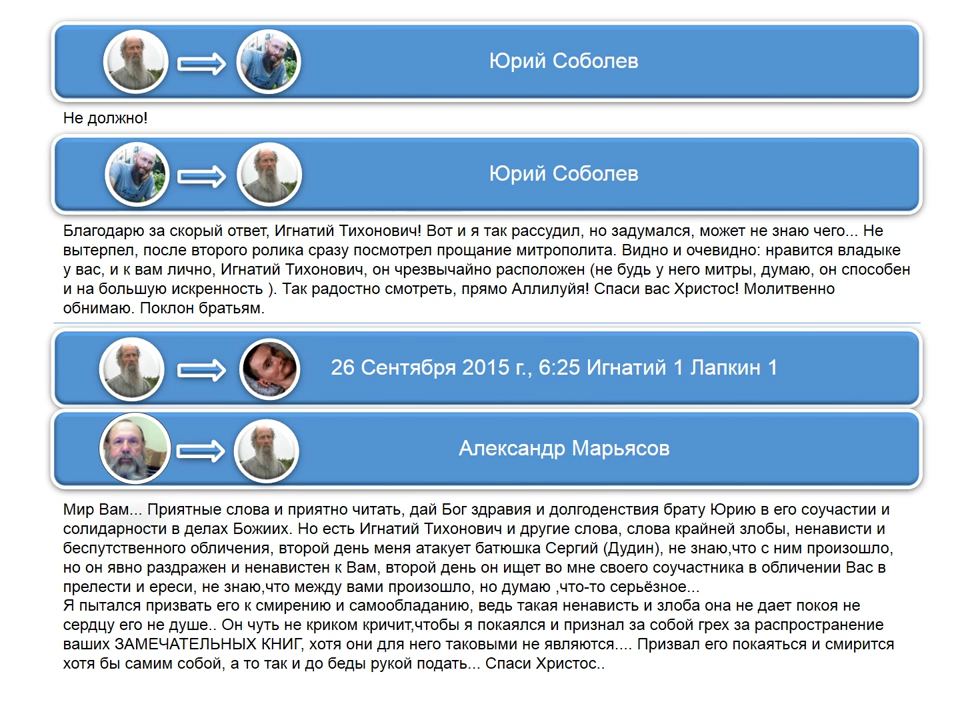 Юрий Соболев
Не должно!
Юрий Соболев
Благодарю за скорый ответ, Игнатий Тихонович! Вот и я так рассудил, но задумался, может не знаю чего... Не
вытерпел, после второго ролика сразу посмотрел прощание митрополита. Видно и очевидно: нравится владыке
у вас, и к вам лично, Игнатий Тихонович, он чрезвычайно расположен (не будь у него митры, думаю, он способен
и на большую искренность ). Так радостно смотреть, прямо Аллилуйя! Спаси вас Христос! Молитвенно
обнимаю. Поклон братьям.
26 Сентября 2015 г., 6:25 Игнатий 1 Лапкин 1
Александр Марьясов
Мир Вам... Приятные слова и приятно читать, дай Бог здравия и долгоденствия брату Юрию в его соучастии и
солидарности в делах Божиих. Но есть Игнатий Тихонович и другие слова, слова крайней злобы, ненависти и
беспутственного обличения, второй день меня атакует батюшка Сергий (Дудин), не знаю,что с ним произошло,
но он явно раздражен и ненавистен к Вам, второй день он ищет во мне своего соучастника в обличении Вас в
прелести и ереси, не знаю,что между вами произошло, но думаю ,что-то серьёзное...
Я пытался призвать его к смирению и самообладанию, ведь такая ненависть и злоба она не дает покоя не
сердцу его не душе.. Он чуть не криком кричит,чтобы я покаялся и признал за собой грех за распространение
ваших ЗАМЕЧАТЕЛЬНЫХ КНИГ, хотя они для него таковыми не являются.... Призвал его покаяться и смирится
хотя бы самим собой, а то так и до беды рукой подать... Спаси Христос..